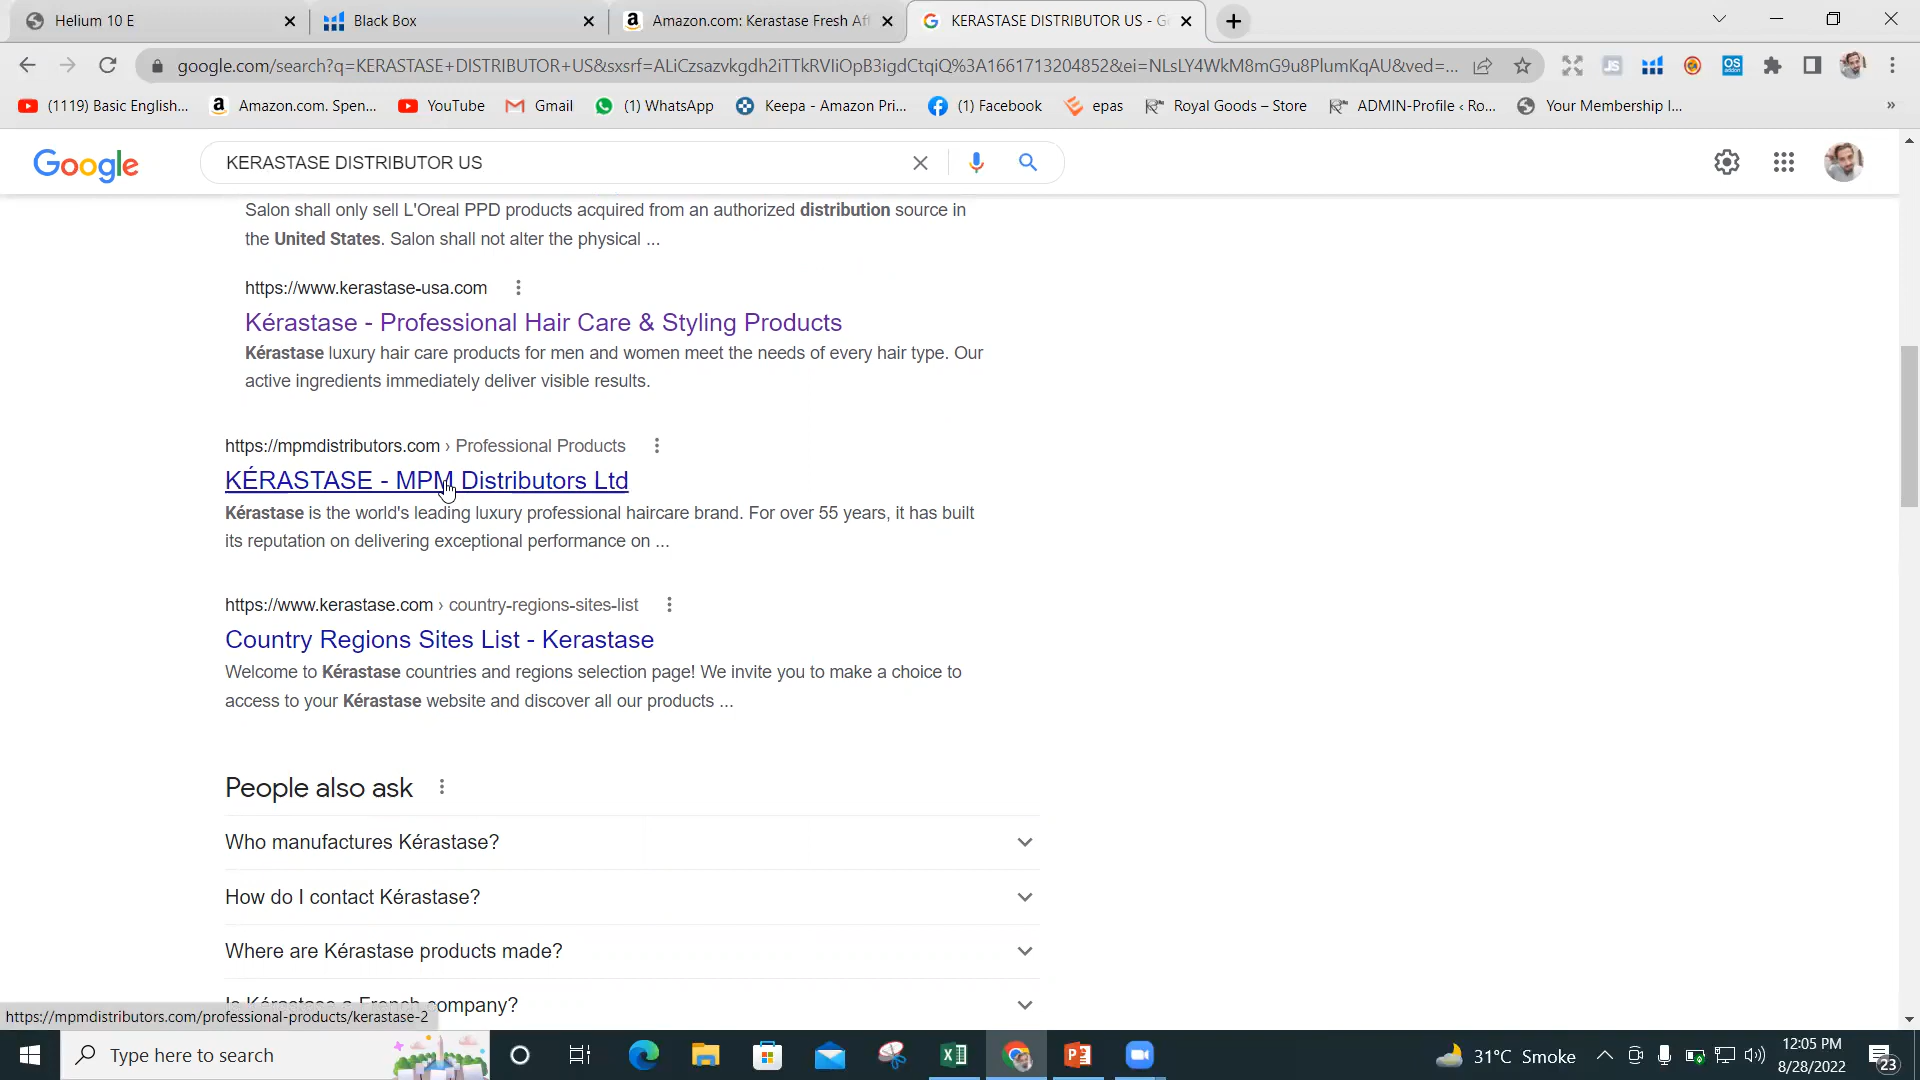 Helium 10 E
Black Box
Amazon.com: Kerastase Fresh Aff
KERASTASE DISTRIBUTOR US - G
google.com/search?q=KERASTASE+DISTRIBUTOR+US&sxsrf=ALiCzsazvkgdh2iTTkRVIiOpB3igdCtqiQ%3A1661713204852&ei=NLsLY4WkM8mG9u8PlumKqAU&ved=...
(1119) Basic English...
Amazon.com. Spen...
YouTube
Gmail
(1) WhatsApp
Keepa - Amazon Pri...
(1) Facebook
epas
Royal Goods – Store
ADMIN-Profile ‹ Ro...
Your Membership I...
»
Google
KERASTASE DISTRIBUTOR US
Salon shall only sell L'Oreal PPD products acquired from an authorized distribution source in
the United States. Salon shall not alter the physical ...
https://www.kerastase-usa.com
Kérastase - Professional Hair Care & Styling Products
Kérastase luxury hair care products for men and women meet the needs of every hair type. Our
active ingredients immediately deliver visible results.
https://mpmdistributors.com › Professional Products
KÉRASTASE - MPM Distributors Ltd
Kérastase is the world's leading luxury professional haircare brand. For over 55 years, it has built
its reputation on delivering exceptional performance on ...
https://www.kerastase.com › country-regions-sites-list
Country Regions Sites List - Kerastase
Welcome to Kérastase countries and regions selection page! We invite you to make a choice to
access to your Kérastase website and discover all our products ...
People also ask
Who manufactures Kérastase?
How do I contact Kérastase?
Where are Kérastase products made?
Is Kérastase a French company?
https://mpmdistributors.com/professional-products/kerastase-2
Type here to search
31°C Smoke
12:05 PM
8/28/2022
23